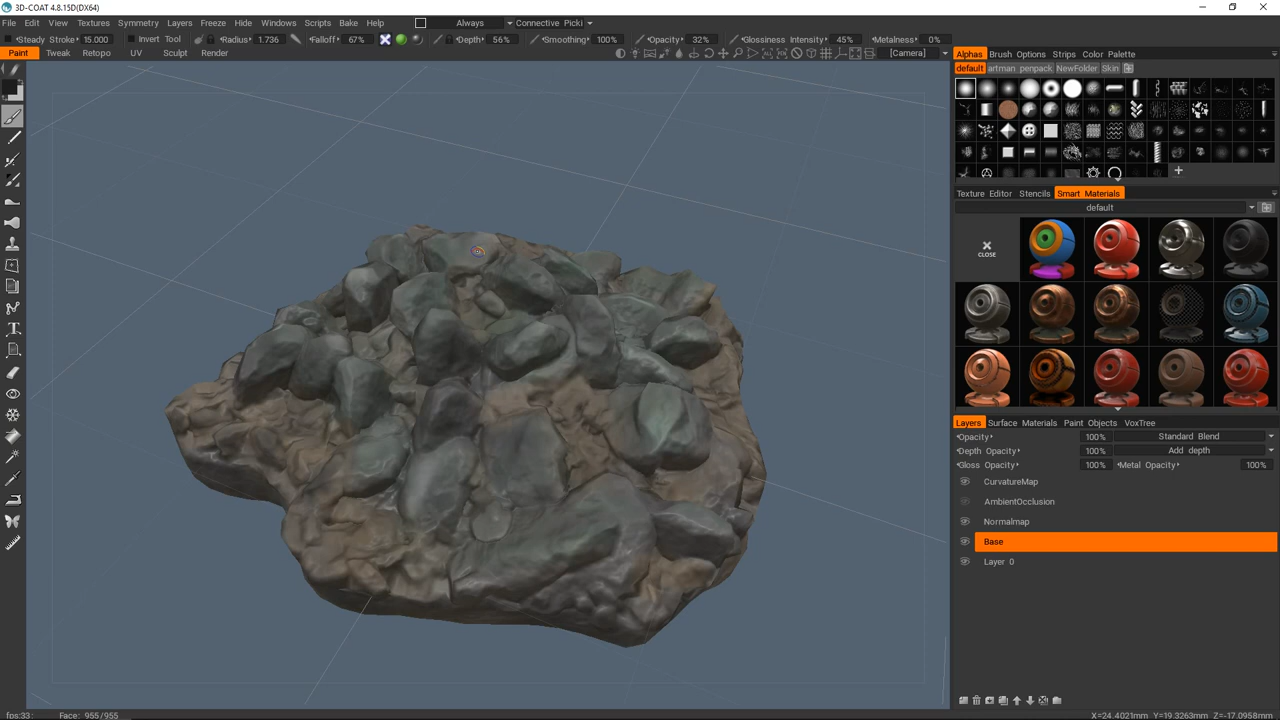 3D-COAT 4.8.15D(DX64)
File Edit View Textures Symmetry Layers Freeze Hide Windows Scripts Bake Help Always Connective Picki
Steady Stroke 15.000 Invert Tool Radius 1.736 Falloff 67% Depth 56% Smoothing 100% Opacity 32% Glossiness Intensity 45% Metalness 0%
Paint Tweak Retopo UV Sculpt Render [Camera]
Alphas Brush Options Strips Color Palette
default artman penpack NewFolder Skin
Texture Editor Stencils Smart Materials
default
CLOSE
Layers Surface Materials Paint Objects VoxTree
Opacity 100% Standard Blend
Depth Opacity 100% Add depth
Gloss Opacity 100% Metal Opacity 100%
CurvatureMap
AmbientOcclusion
Normalmap
Base
Layer 0
fps:33 Face: 955/955 X=24.4021mm Y=19.3263mm Z=-17.0958mm